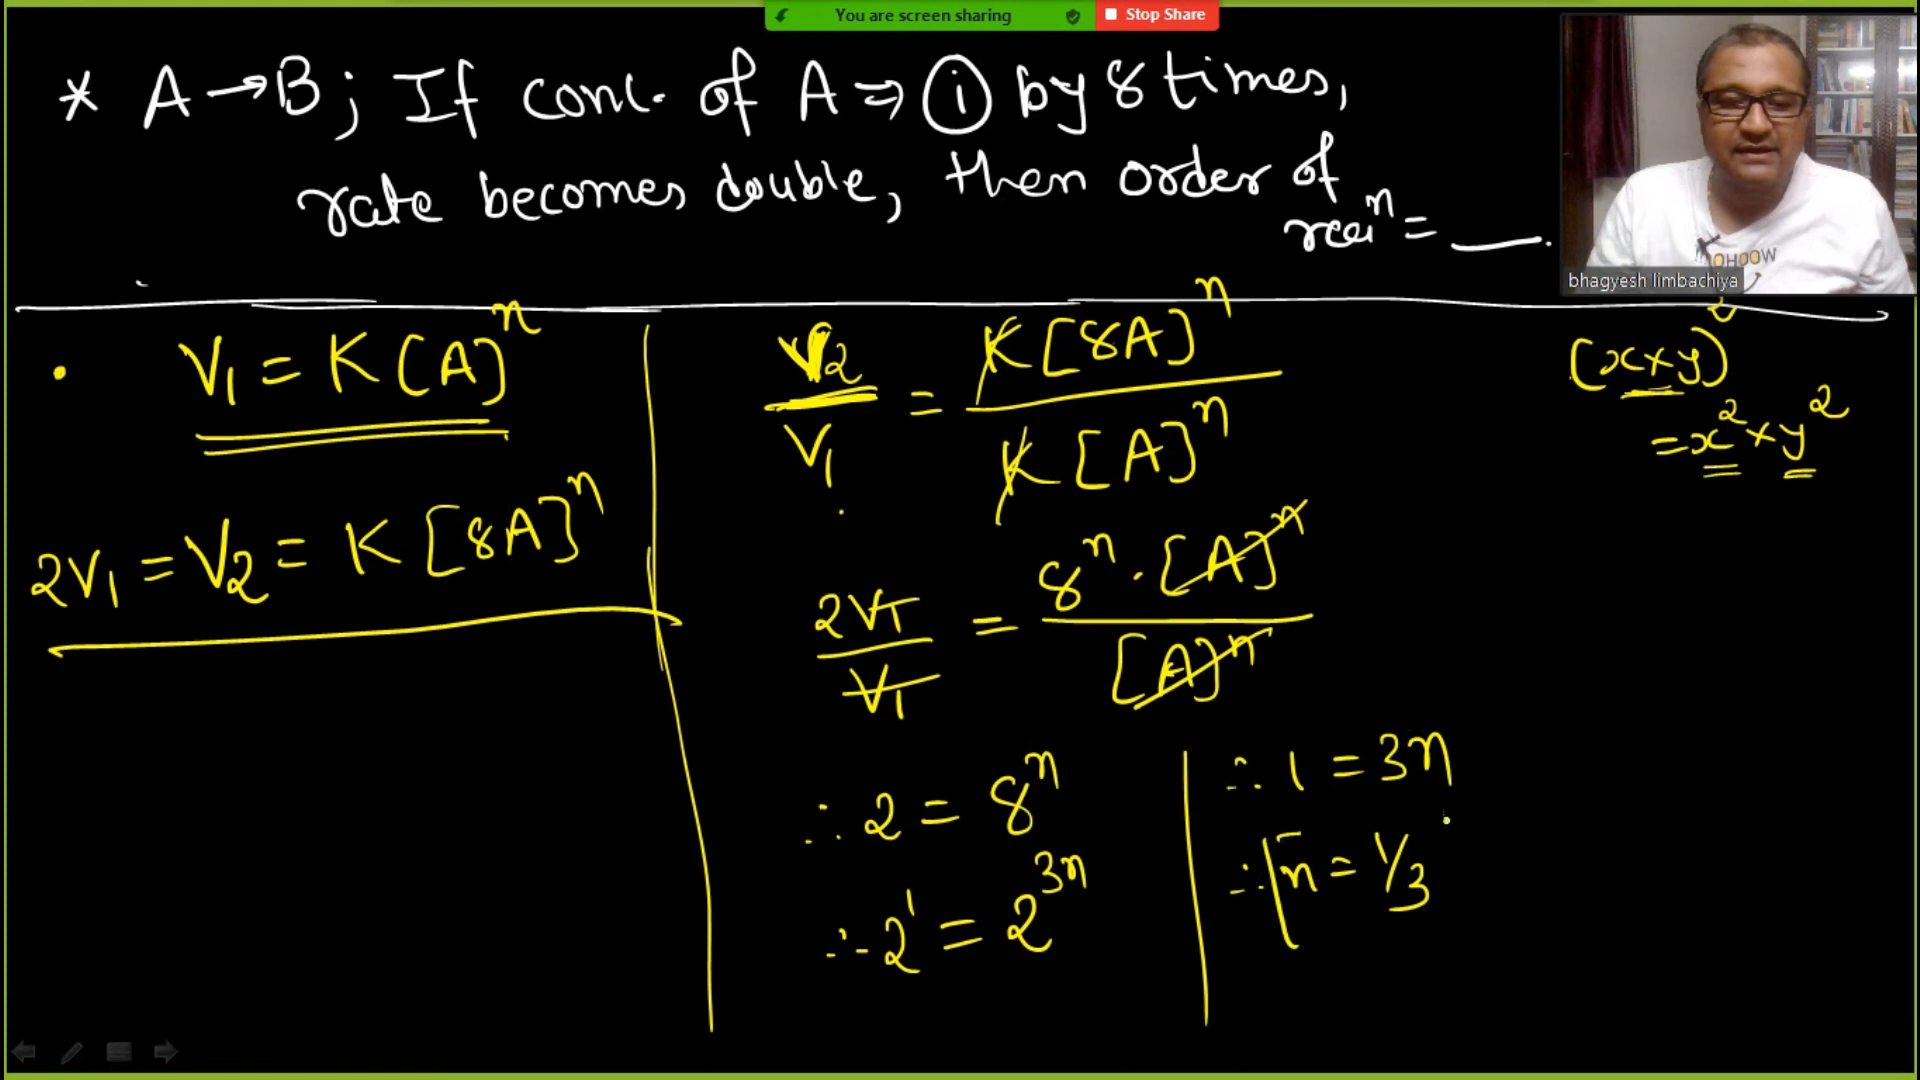 You are screen sharing
Stop Share
* A → B ; If conc. of A ⇒ (i) by 8 times,
rate becomes double, then order of
reaⁿ = ___.
OHOOW
bhagyesh limbachiya
V₁ = K[A]ⁿ
2V₁ = V₂ = K[8A]ⁿ
V₂/V₁ = K[8A]ⁿ / K[A]ⁿ
2V₁/V₁ = 8ⁿ · [A]ⁿ / [A]ⁿ
∴ 2 = 8ⁿ
∴ 2¹ = 2³ⁿ
∴ 1 = 3n
∴ n = 1/3
(x×y)
= x² × y²